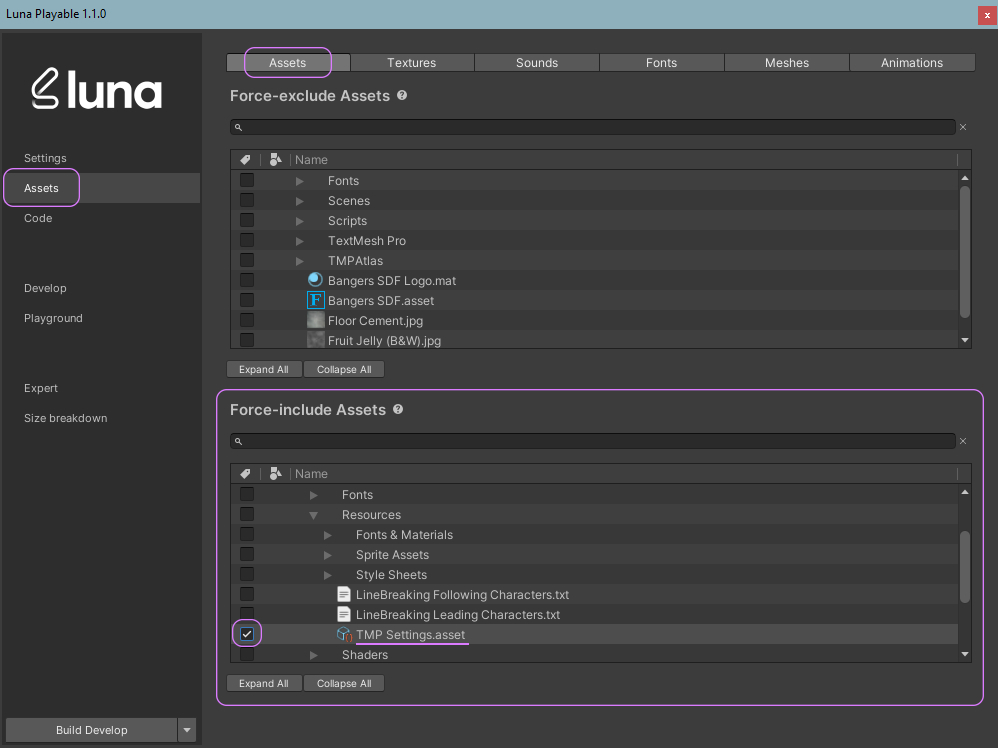 Luna Playable 1.1.0
x
luna
Settings
Assets
Code
Develop
Playground
Expert
Size breakdown
Build Develop
Assets Textures Sounds Fonts Meshes Animations
Force-exclude Assets ?
Name
Fonts
Scenes
Scripts
TextMesh Pro
TMPAtlas
Bangers SDF Logo.mat
F Bangers SDF.asset
Floor Cement.jpg
Fruit Jelly (B&W).jpg
Expand All Collapse All
Force-include Assets ?
Name
Fonts
Resources
Fonts & Materials
Sprite Assets
Style Sheets
LineBreaking Following Characters.txt
LineBreaking Leading Characters.txt
TMP Settings.asset
Shaders
Expand All Collapse All